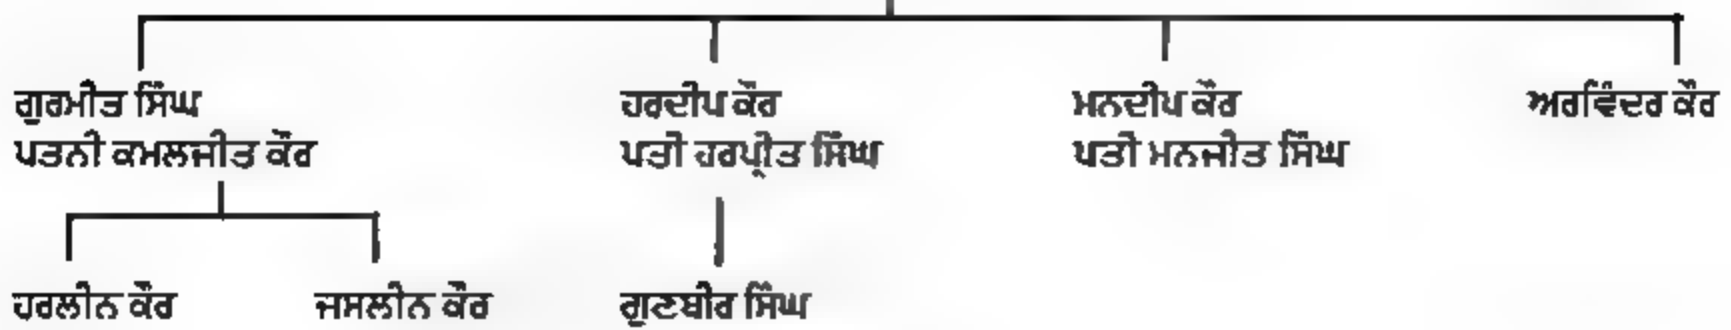 ਗੁਰਮੀਤ ਸਿੰਘ
ਪਤਨੀ ਕਮਲਜੀਤ ਕੌਰ
ਹਰਦੀਪ ਕੌਰ
ਪਤੀ ਹਰਪ੍ਰੀਤ ਸਿੰਘ
ਮਨਦੀਪ ਕੌਰ
ਪਤੀ ਮਨਜੀਤ ਸਿੰਘ
ਅਰਵਿੰਦਰ ਕੌਰ
ਹਰਲੀਨ ਕੌਰ
ਜਸਲੀਨ ਕੌਰ
ਗੁਣਬੀਰ ਸਿੰਘ